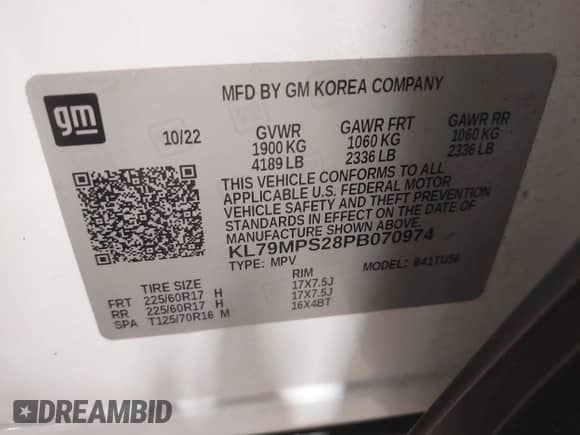 gm
MFD BY GM KOREA COMPANY
10/22 GVWR GAWR FRT GAWR RR
1900 KG 1060 KG 1060 KG
4189 LB 2336 LB 2336 LB
THIS VEHICLE CONFORMS TO ALL
APPLICABLE U.S. FEDERAL MOTOR
VEHICLE SAFETY AND THEFT PREVENTION
STANDARDS IN EFFECT ON THE DATE OF
MANUFACTURE SHOWN ABOVE.
KL79MPS28PB070974
TYPE: MPV MODEL: 841TU56
TIRE SIZE RIM
FRT 225/60R17 H 17X7.5J
RR 225/60R17 H 17X7.5J
SPA T125/70R16 M 16X4BT
DREAMBID